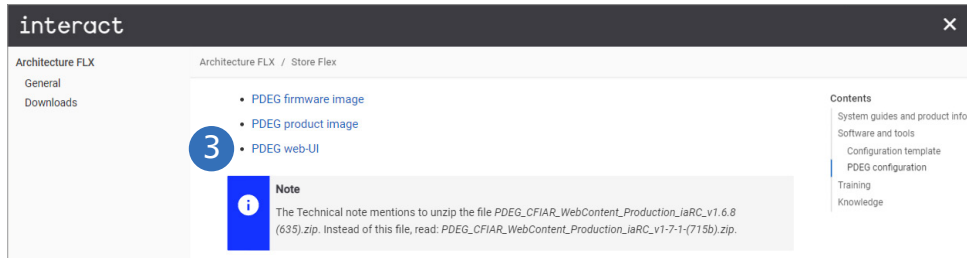 interact
Architecture FLX
General
Downloads
Architecture FLX / Store Flex
• PDEG firmware image
• PDEG product image
3 • PDEG web-UI
Note
The Technical note mentions to unzip the file PDEG_CFIAR_WebContent_Production_iaRC_v1.6.8
(635).zip. Instead of this file, read: PDEG_CFIAR_WebContent_Production_iaRC_v1-7-1-(715b).zip.
Contents
System guides and product info
Software and tools
Configuration template
PDEG configuration
Training
Knowledge